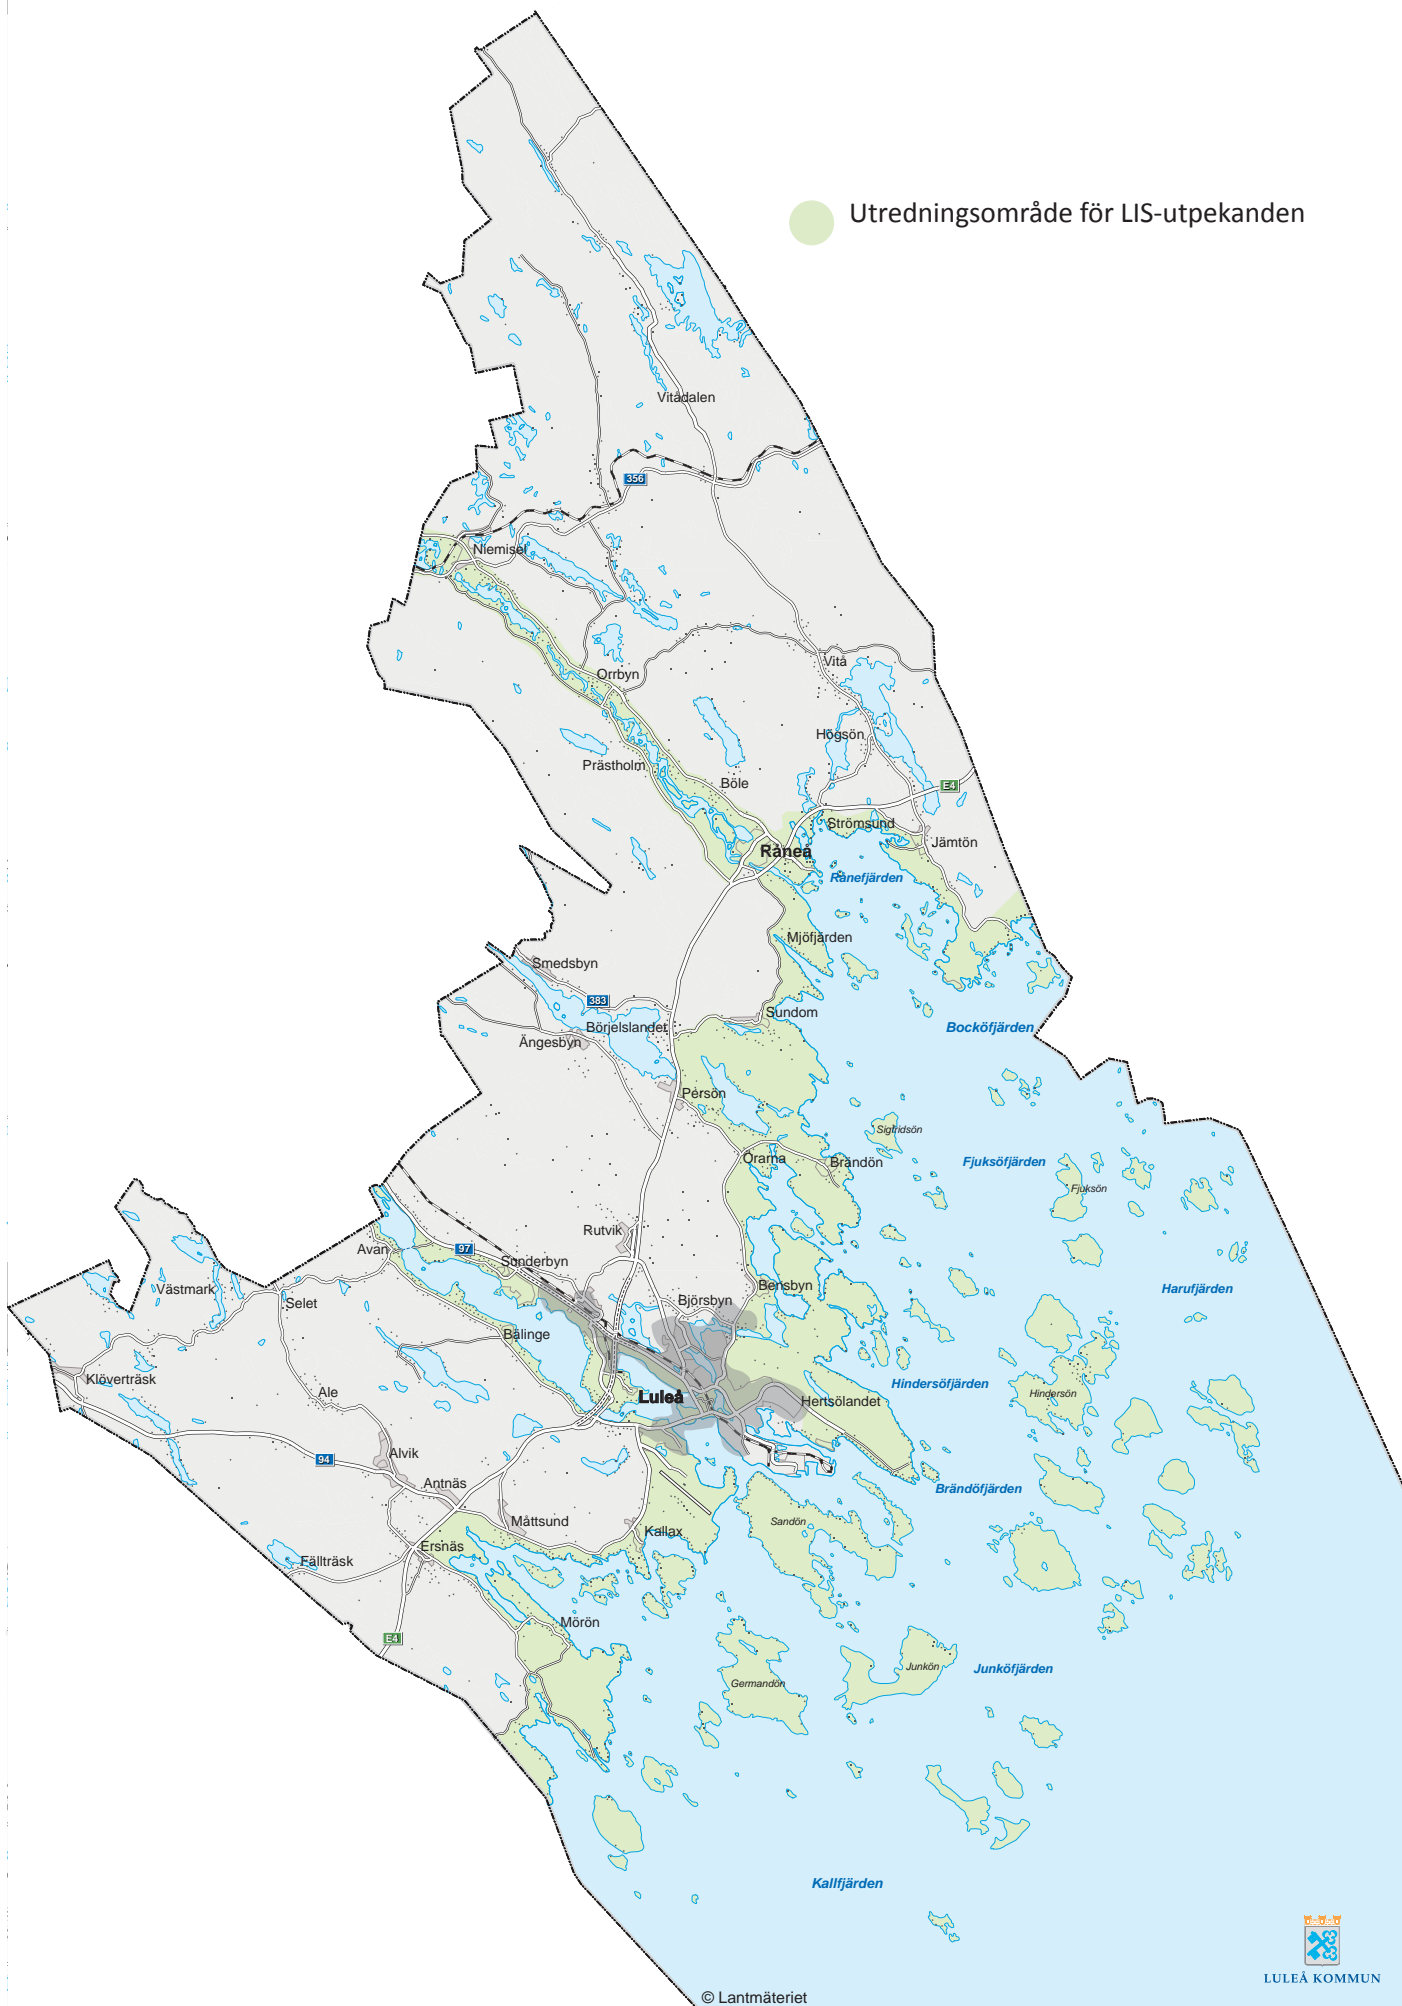 Utredningsområde för LIS-utpekanden
Vitådalen
356
Niemisel
Vitå
Orrbyn
Högsön
Prästholm
Böle
E4
Strömsund
Jämtön
Råneå
Rånefjärden
Mjöfjärden
Smedsbyn
383
Sundom
Börjelslandet
Bocköfjärden
Ängesbyn
Persön
Sigfridsön
Örarna
Brändön
Fjuksöfjärden
Fjuksön
Rutvik
Avan
97
Sunderbyn
Bensbyn
Västmark
Harufjärden
Selet
Björsbyn
Bälinge
Klöverträsk
Hindersöfjärden
Ale
Luleå
Hertsölandet
Hindersön
Alvik
94
Antnäs
Brändöfjärden
Måttsund
Sandön
Kallax
Ersnäs
Fällträsk
Mörön
E4
Junkön
Junköfjärden
Germandön
Kallfjärden
LULEÅ KOMMUN
© Lantmäteriet